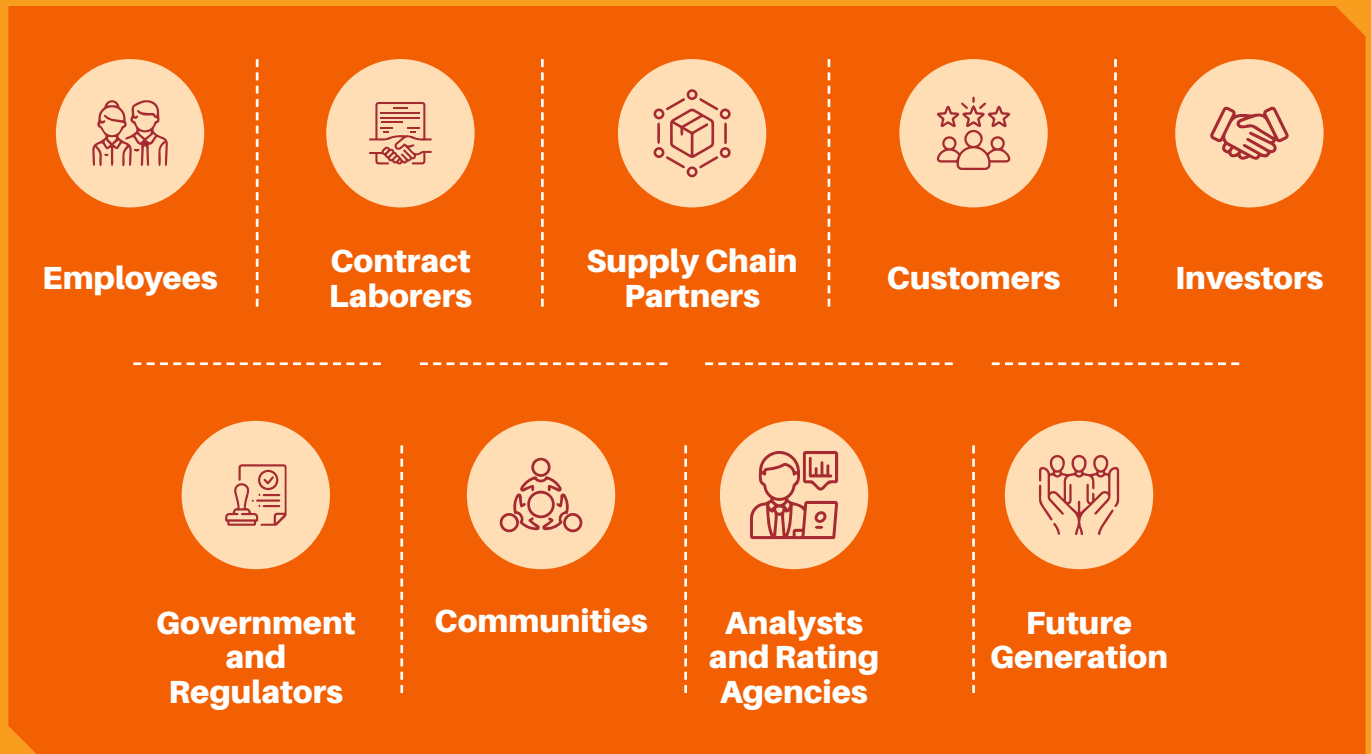 Employees
Contract
Laborers
Supply Chain
Partners
Customers
Investors
Government
and
Regulators
Communities
Analysts
and Rating
Agencies
Future
Generation